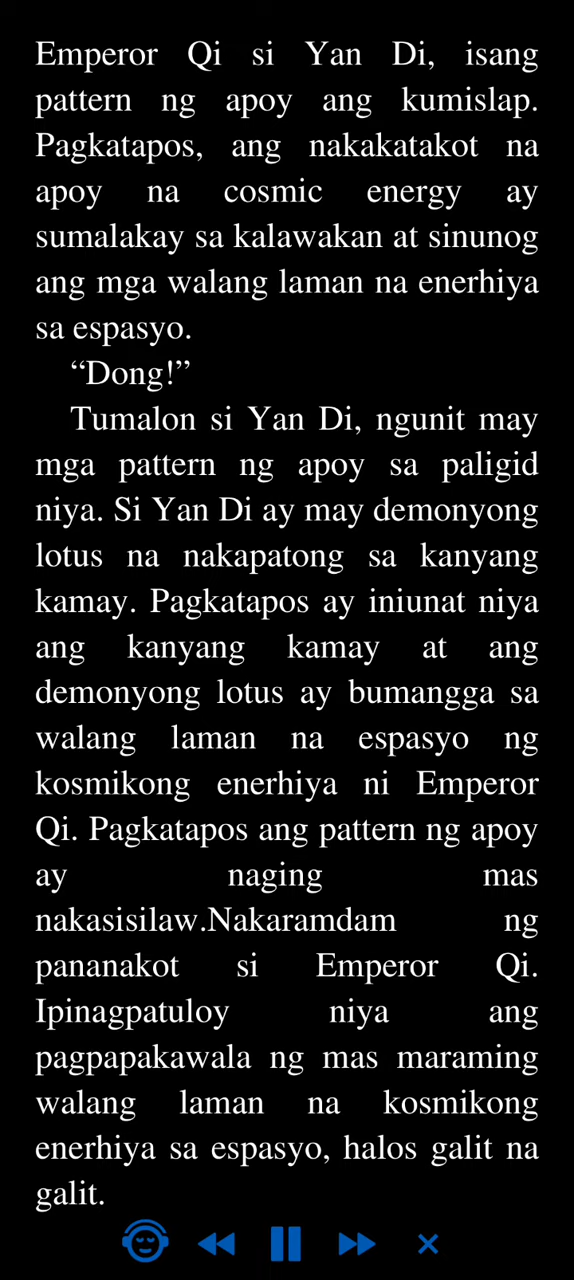 Emperor Qi si Yan Di, isang
pattern ng apoy ang kumislap.
Pagkatapos, ang nakakatakot na
apoy na cosmic energy ay
sumalakay sa kalawakan at sinunog
ang mga walang laman na enerhiya
sa espasyo.
“Dong!”
Tumalon si Yan Di, ngunit may
mga pattern ng apoy sa paligid
niya. Si Yan Di ay may demonyong
lotus na nakapatong sa kanyang
kamay. Pagkatapos ay iniunat niya
ang kanyang kamay at ang
demonyong lotus ay bumangga sa
walang laman na espasyo ng
kosmikong enerhiya ni Emperor
Qi. Pagkatapos ang pattern ng apoy
ay naging mas
nakasisilaw.Nakaramdam ng
pananakot si Emperor Qi.
Ipinagpatuloy niya ang
pagpapakawala ng mas maraming
walang laman na kosmikong
enerhiya sa espasyo, halos galit na
galit.